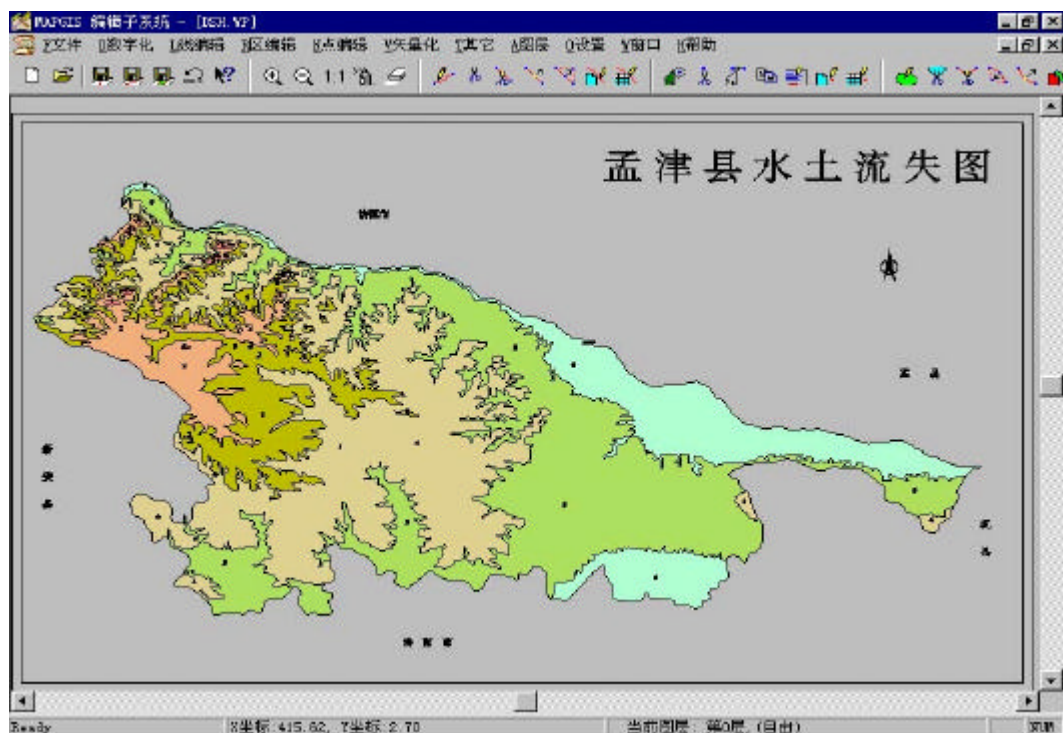 MAPGIS 编辑子系统 - [DSH.WP]
F文件 D数字化 L线编辑 R区编辑 E点编辑 V矢量化 T其它 A图层 O设置 W窗口 H帮助
1:1
孟津县水土流失图
Ready X坐标:415.62, Y坐标:2.70 当前图层: 第0层,(自由) NUM